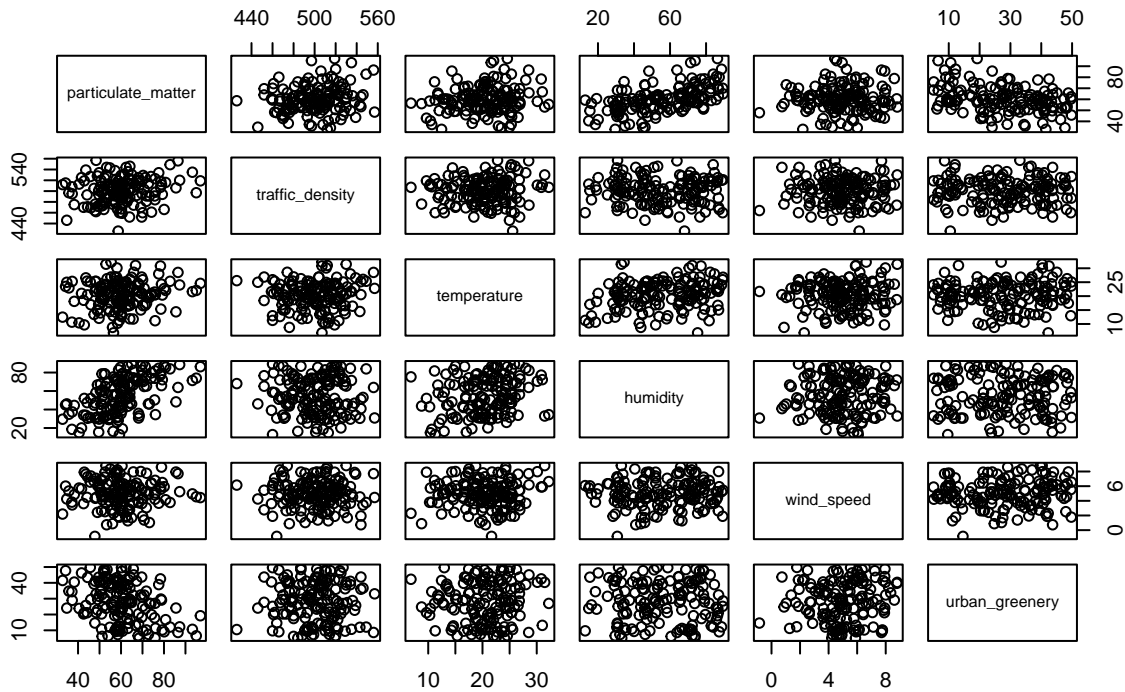 440 500 560 20 60 10 30 50
particulate_matter
40 80
440 540
traffic_density
temperature
10 25
20 80
humidity
wind_speed
0 6
10 40
urban_greenery
40 60 80 10 20 30 0 4 8